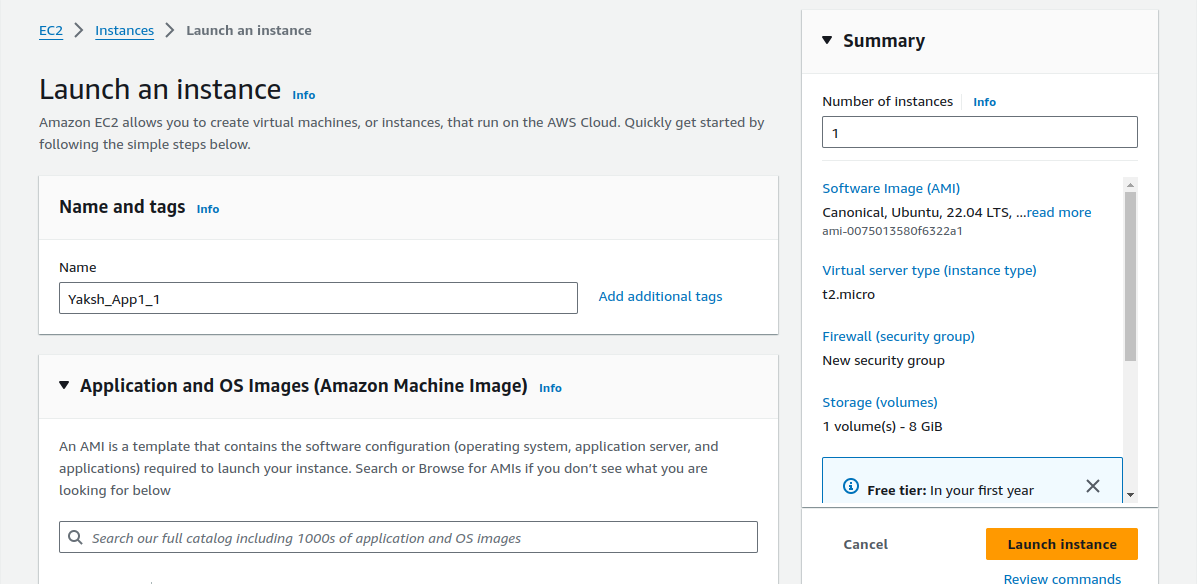 EC2 > Instances > Launch an instance
Launch an instance Info
Amazon EC2 allows you to create virtual machines, or instances, that run on the AWS Cloud. Quickly get started by
following the simple steps below.
Name and tags Info
Name
Yaksh_App1_1
Add additional tags
Application and OS Images (Amazon Machine Image) Info
An AMI is a template that contains the software configuration (operating system, application server, and
applications) required to launch your instance. Search or Browse for AMIs if you don’t see what you are
looking for below
Search our full catalog including 1000s of application and OS images
Summary
Number of instances Info
1
Software Image (AMI)
Canonical, Ubuntu, 22.04 LTS, ...read more
ami-0075013580f6322a1
Virtual server type (instance type)
t2.micro
Firewall (security group)
New security group
Storage (volumes)
1 volume(s) - 8 GiB
Free tier: In your first year
Cancel
Launch instance
Review commands